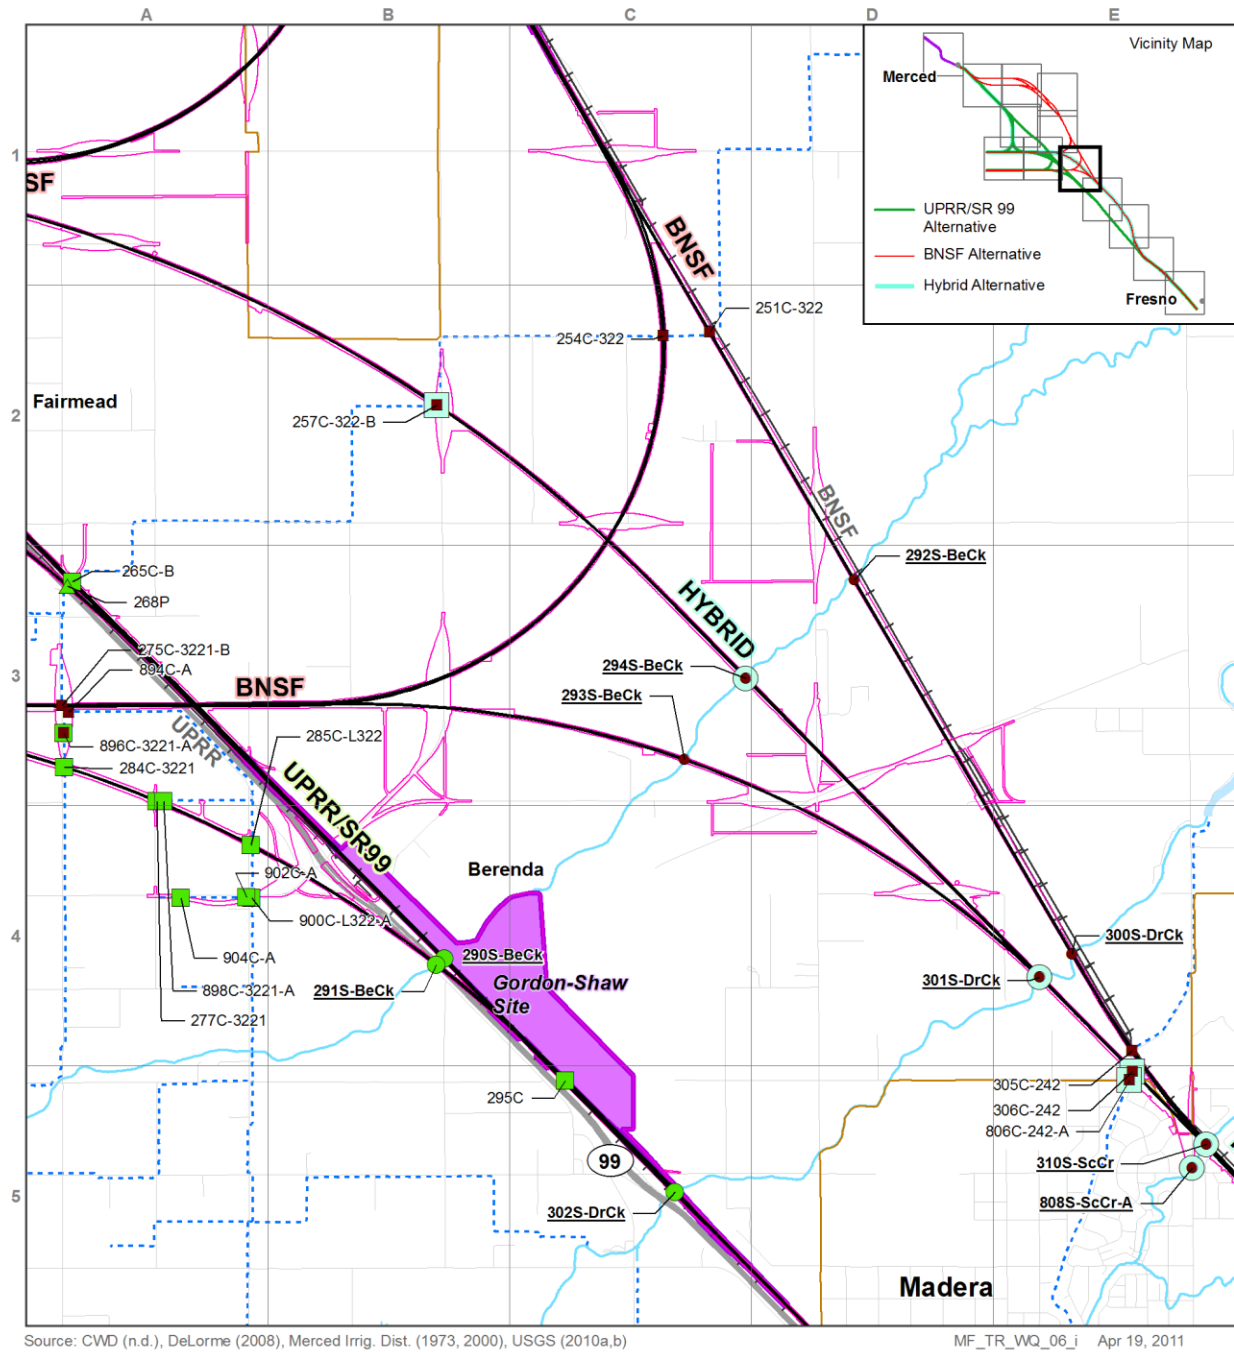 A B C D E
Vicinity Map
Merced
UPRR/SR 99
Alternative
BNSF Alternative
Hybrid Alternative
Fresno
1
SF
BNSF
251C-322
254C-322
2
Fairmead
257C-322-B
BNSF
292S-BeCk
265C-B
268P
HYBRID
275C-3221-B
894C-A
294S-BeCk
3
BNSF
293S-BeCk
UPRR
896C-3221-A
285C-L322
284C-3221
UPRR/SR99
Berenda
902C-A
900C-L322-A
4
300S-DrCk
904C-A
290S-BeCk
301S-DrCk
898C-3221-A
291S-BeCk
Gordon-Shaw
Site
277C-3221
305C-242
295C
306C-242
806C-242-A
99
310S-ScCr
5
808S-ScCr-A
302S-DrCk
Madera
Source: CWD (n.d.), DeLorme (2008), Merced Irrig. Dist. (1973, 2000), USGS (2010a,b)
MF_TR_WQ_06_i Apr 19, 2011